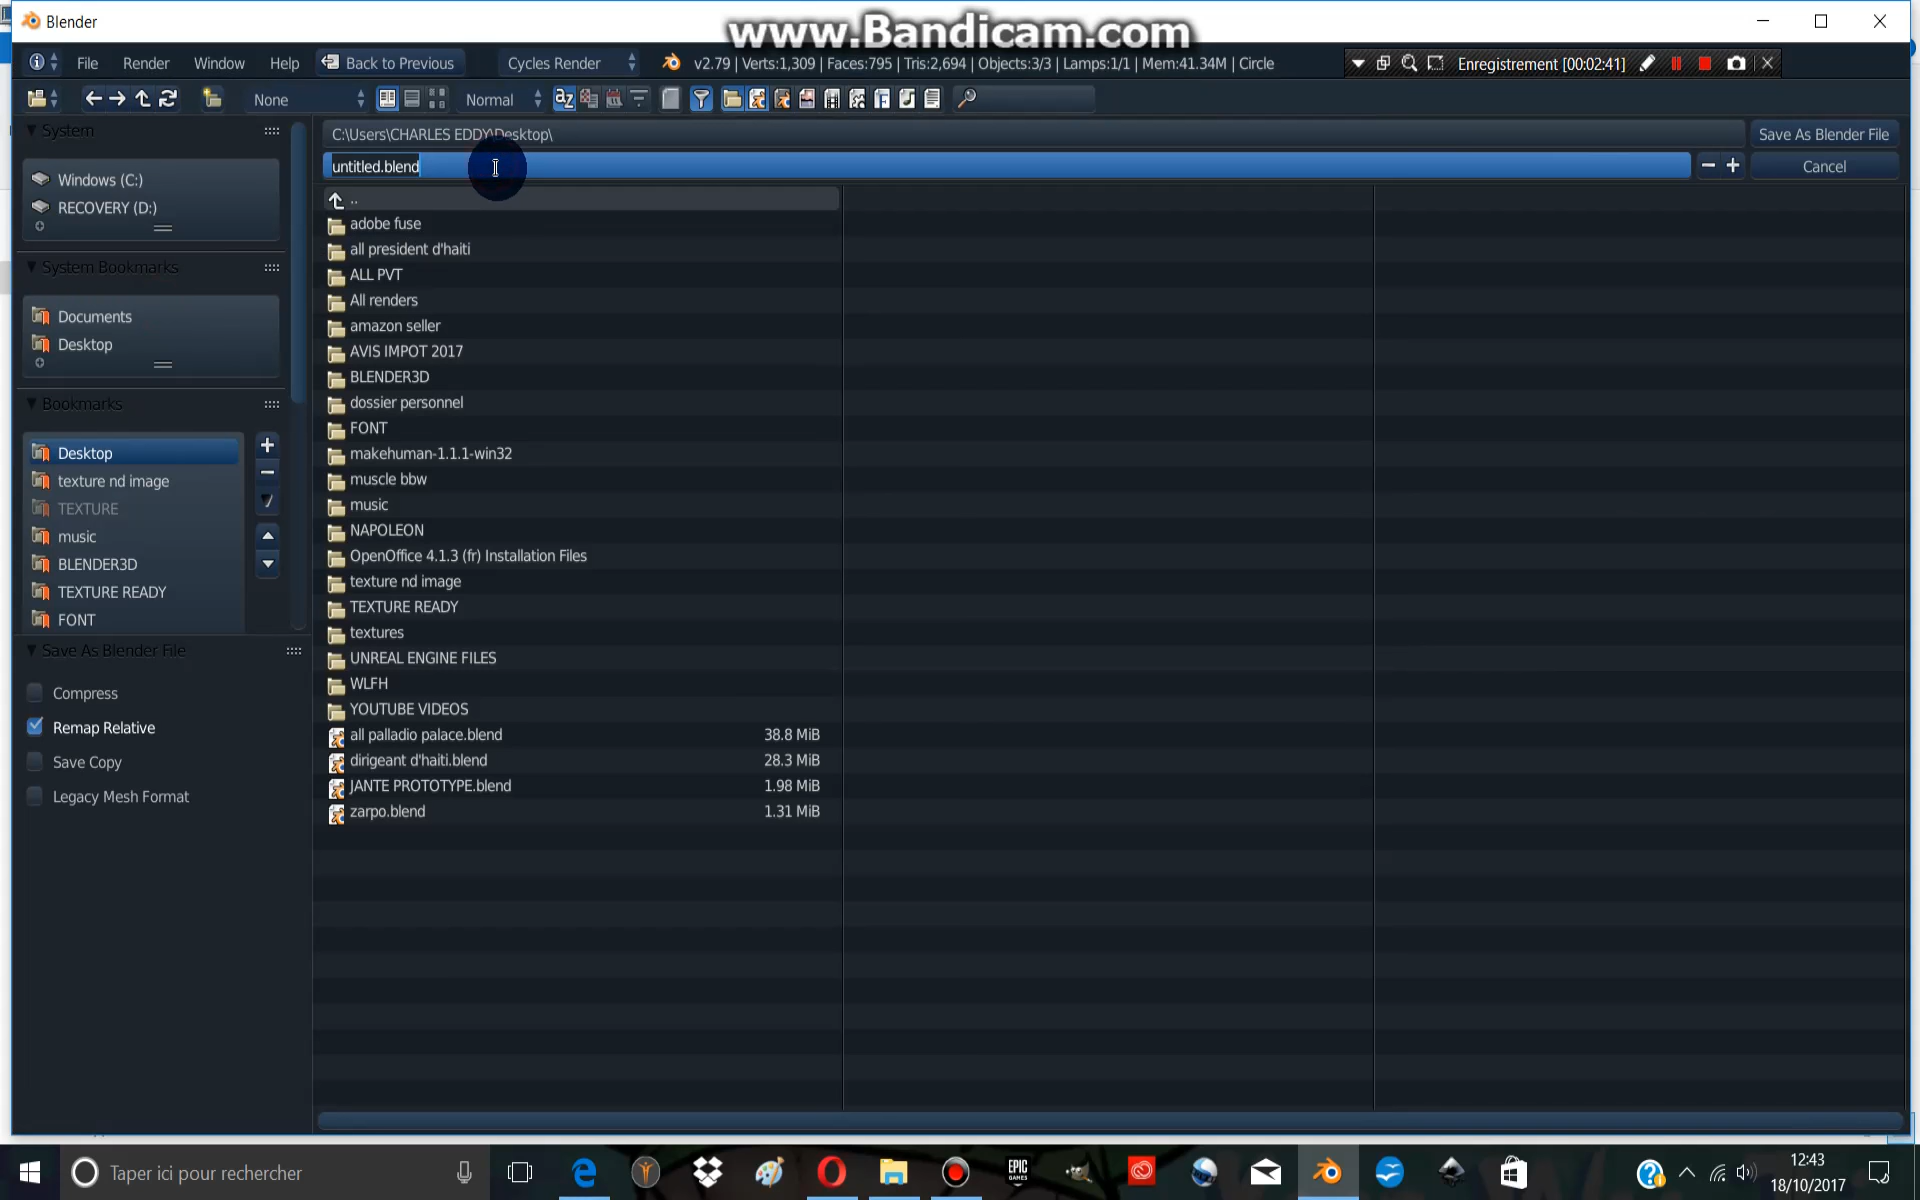 Blender
www.Bandicam.com
File Render Window Help Back to Previous Cycles Render v2.79 | Verts:1,309 | Faces:795 | Tris:2,694 | Objects:3/3 | Lamps:1/1 | Mem:41.34M | Circle Enregistrement [00:02:41]
None Normal
System
Windows (C:)
RECOVERY (D:)
System Bookmarks
Documents
Desktop
Bookmarks
Desktop
texture nd image
TEXTURE
music
BLENDER3D
TEXTURE READY
FONT
Save As Blender File
Compress
Remap Relative
Save Copy
Legacy Mesh Format
C:\Users\CHARLES EDDY\Desktop\ Save As Blender File
untitled.blend Cancel
..
adobe fuse
all president d'haiti
ALL PVT
All renders
amazon seller
AVIS IMPOT 2017
BLENDER3D
dossier personnel
FONT
makehuman-1.1.1-win32
muscle bbw
music
NAPOLEON
OpenOffice 4.1.3 (fr) Installation Files
texture nd image
TEXTURE READY
textures
UNREAL ENGINE FILES
WLFH
YOUTUBE VIDEOS
all palladio palace.blend 38.8 MiB
dirigeant d'haiti.blend 28.3 MiB
JANTE PROTOTYPE.blend 1.98 MiB
zarpo.blend 1.31 MiB
Taper ici pour rechercher
EPIC
GAMES
12:43
18/10/2017